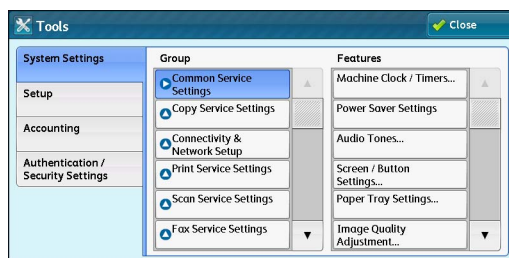 Tools
Close
System Settings
Setup
Accounting
Authentication /
Security Settings
Group
Common Service
Settings
Copy Service Settings
Connectivity &
Network Setup
Print Service Settings
Scan Service Settings
Fax Service Settings
Features
Machine Clock / Timers...
Power Saver Settings
Audio Tones...
Screen / Button
Settings...
Paper Tray Settings...
Image Quality
Adjustment...